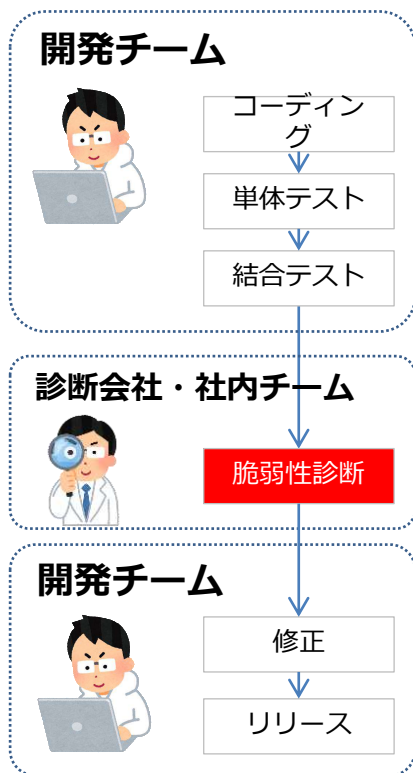 開発チーム
コーディン
グ
単体テスト
結合テスト
診断会社・社内チーム
脆弱性診断
開発チーム
修正
リリース